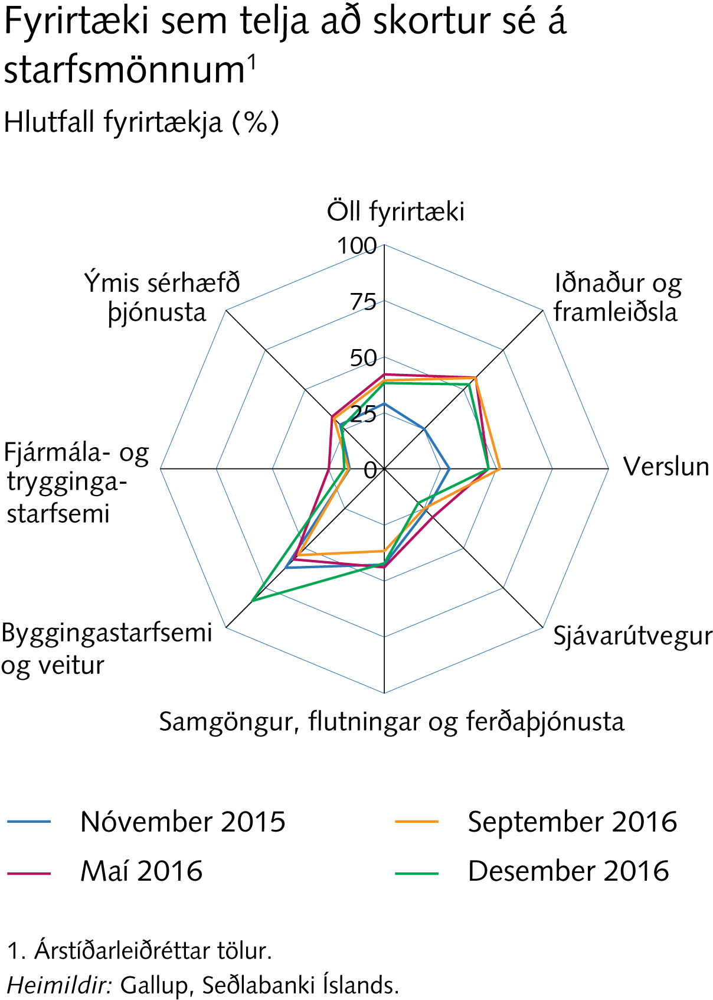 Fyrirtæki sem telja að skortur sé á
starfsmönnum¹
Hlutfall fyrirtækja (%)
Öll fyrirtæki
100
75
50
25
0
Iðnaður og
framleiðsla
Verslun
Sjávarútvegur
Samgöngur, flutningar og ferðaþjónusta
Byggingastarfsemi
og veitur
Fjármála- og
trygginga-
starfsemi
Ýmis sérhæfð
þjónusta
Nóvember 2015
Maí 2016
September 2016
Desember 2016
1. Árstíðarleiðréttar tölur.
Heimildir: Gallup, Seðlabanki Íslands.